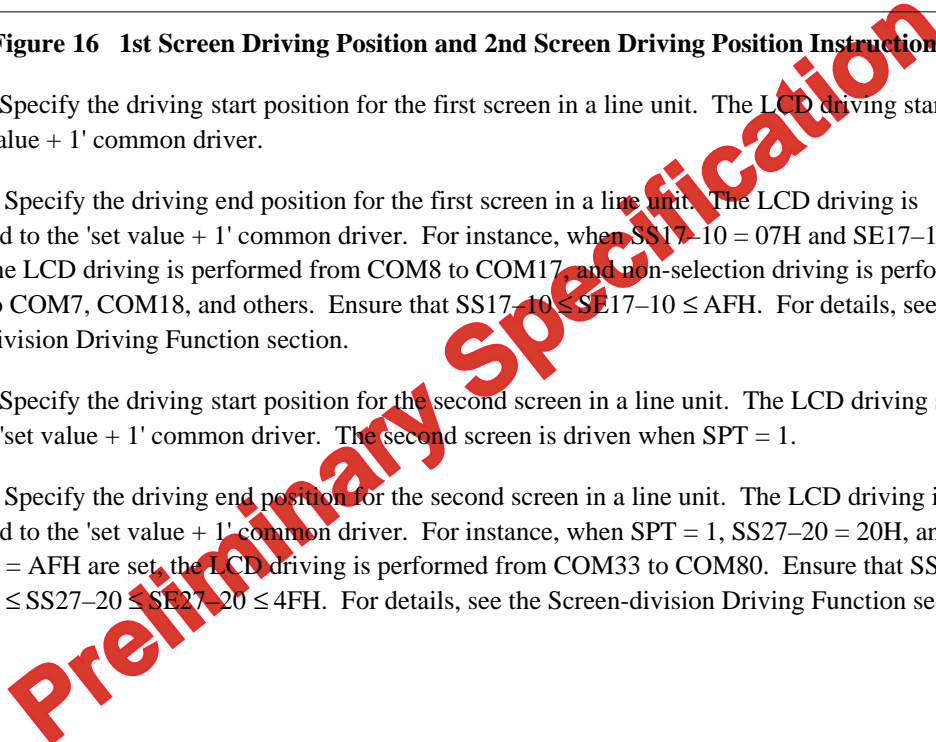 Figure 16 1st Screen Driving Position and 2nd Screen Driving Position Instruction
Specify the driving start position for the first screen in a line unit. The LCD driving star
alue + 1' common driver.
Specify the driving end position for the first screen in a line unit. The LCD driving is
d to the 'set value + 1' common driver. For instance, when SS17–10 = 07H and SE17–1
he LCD driving is performed from COM8 to COM17, and non-selection driving is perfo
o COM7, COM18, and others. Ensure that SS17–10 ≤ SE17–10 ≤ AFH. For details, see
ivision Driving Function section.
Specify the driving start position for the second screen in a line unit. The LCD driving s
'set value + 1' common driver. The second screen is driven when SPT = 1.
Specify the driving end position for the second screen in a line unit. The LCD driving i
d to the 'set value + 1' common driver. For instance, when SPT = 1, SS27–20 = 20H, an
= AFH are set, the LCD driving is performed from COM33 to COM80. Ensure that SS
≤ SS27–20 ≤ SE27–20 ≤ 4FH. For details, see the Screen-division Driving Function se
Preliminary Specification